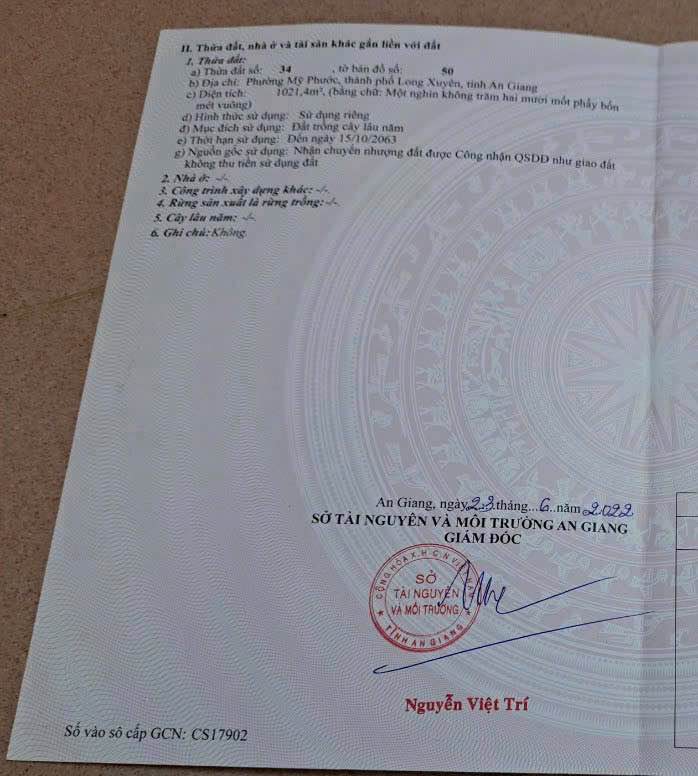 II. Thửa đất, nhà ở và tài sản khác gắn liền với đất
1. Thửa đất:
a) Thửa đất số: 34 , tờ bản đồ số: 50
b) Địa chỉ: Phường Mỹ Phước, thành phố Long Xuyên, tỉnh An Giang
c) Diện tích: 1021,4m², (bằng chữ: Một nghìn không trăm hai mươi mốt phẩy bốn
mét vuông)
d) Hình thức sử dụng: Sử dụng riêng
đ) Mục đích sử dụng: Đất trồng cây lâu năm
e) Thời hạn sử dụng: Đến ngày 15/10/2063
g) Nguồn gốc sử dụng: Nhận chuyển nhượng đất được Công nhận QSDĐ như giao đất
không thu tiền sử dụng đất
2. Nhà ở: -/-.
3. Công trình xây dựng khác: -/-.
4. Rừng sản xuất là rừng trồng: -/-.
5. Cây lâu năm: -/-.
6. Ghi chú: Không.
An Giang, ngày 23 tháng...6..năm 2022
SỞ TÀI NGUYÊN VÀ MÔI TRƯỜNG AN GIANG
GIÁM ĐỐC
CỘNG HÒA X.H.C.N VIỆT NAM
SỞ
TÀI NGUYÊN
VÀ MÔI TRƯỜNG
TỈNH AN GIANG
Nguyễn Việt Trí
Số vào sổ cấp GCN: CS17902